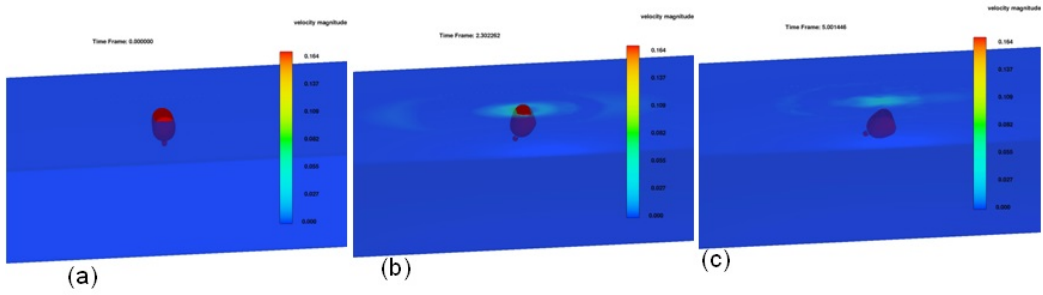 velocity magnitude
Time Frame: 0.000000
0.164
0.137
0.109
0.082
0.055
0.027
0.000
(a)
velocity magnitude
Time Frame: 2.302262
0.164
0.137
0.109
0.082
0.055
0.027
0.000
(b)
velocity magnitude
Time Frame: 5.001446
0.164
0.137
0.109
0.082
0.055
0.027
0.000
(c)